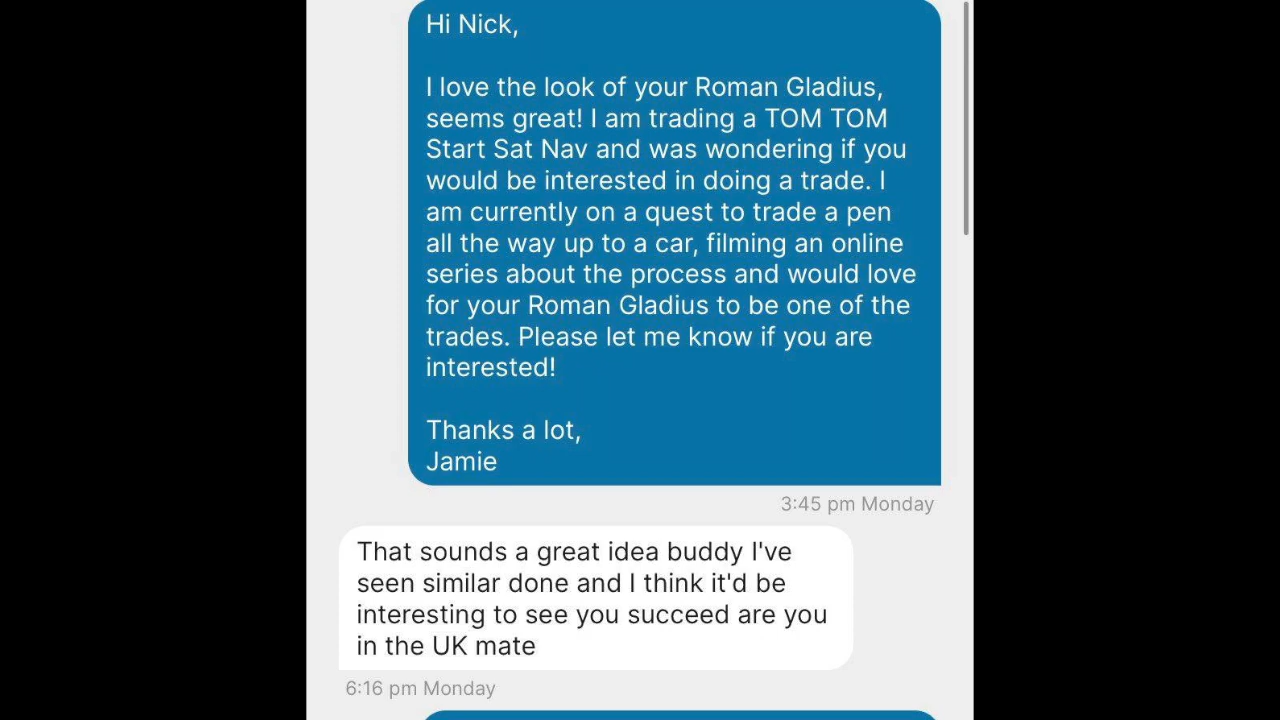 Hi Nick,
I love the look of your Roman Gladius,
seems great! I am trading a TOM TOM
Start Sat Nav and was wondering if you
would be interested in doing a trade. I
am currently on a quest to trade a pen
all the way up to a car, filming an online
series about the process and would love
for your Roman Gladius to be one of the
trades. Please let me know if you are
interested!
Thanks a lot,
Jamie
3:45 pm Monday
That sounds a great idea buddy I've
seen similar done and I think it'd be
interesting to see you succeed are you
in the UK mate
6:16 pm Monday